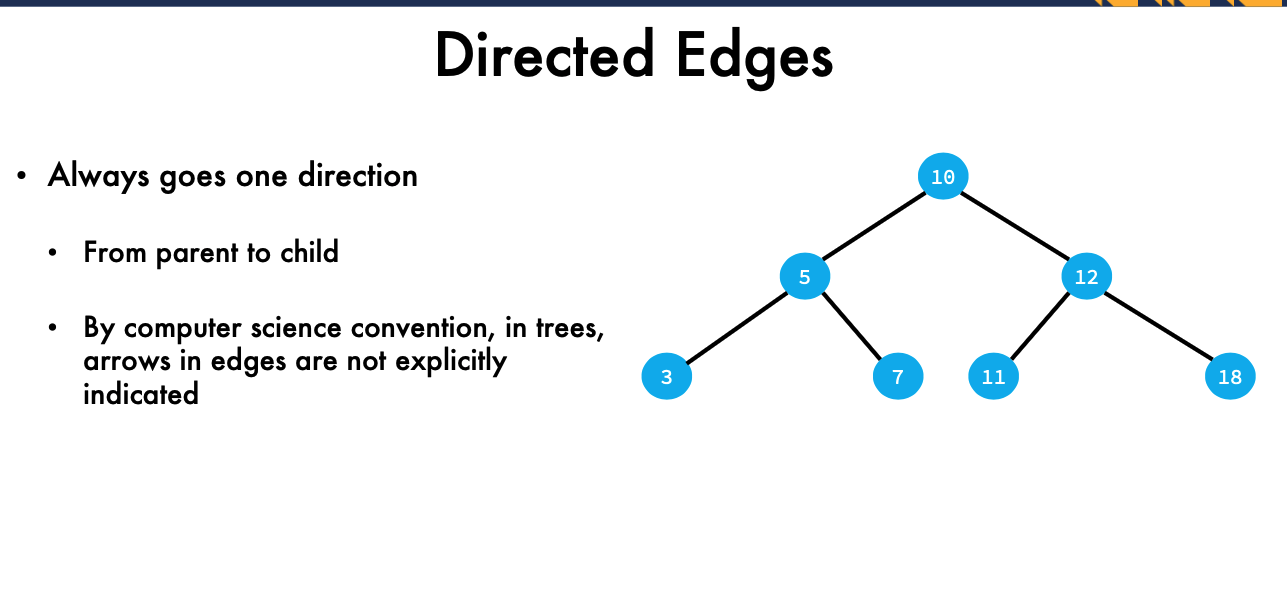 Directed Edges
• Always goes one direction
• From parent to child
• By computer science convention, in trees,
arrows in edges are not explicitly
indicated
10
5
12
3
7
11
18